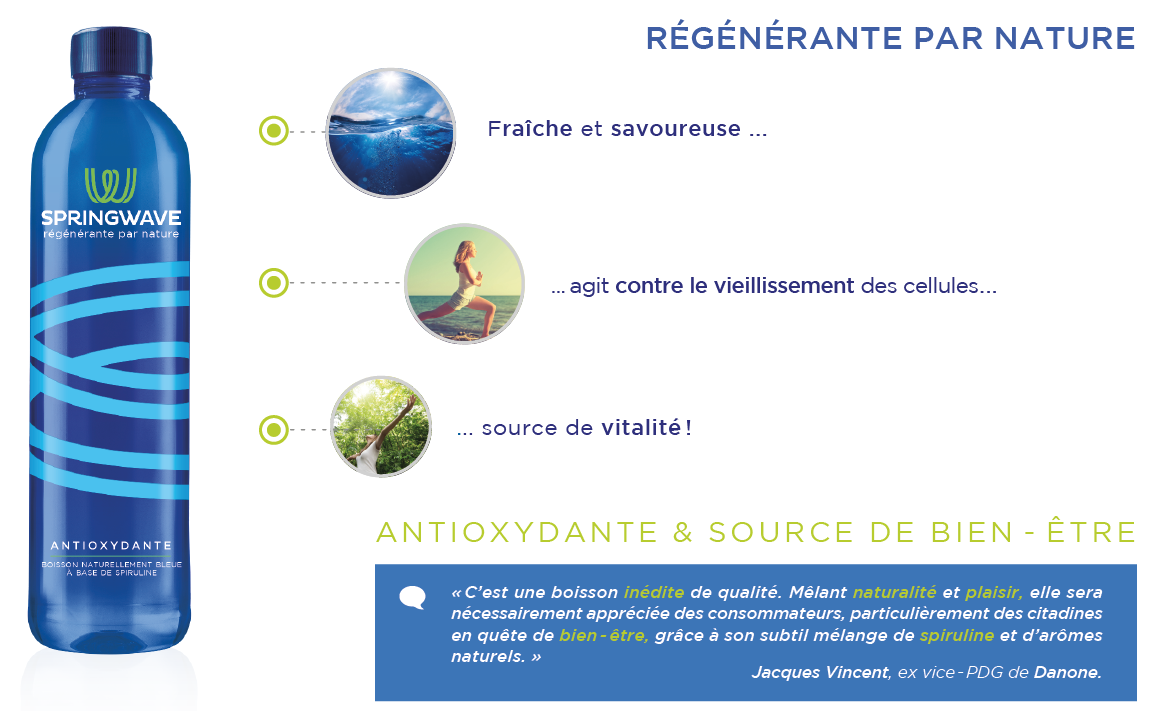 RÉGÉNÉRANTE PAR NATURE
Fraîche et savoureuse ...
... agit contre le vieillissement des cellules...
... source de vitalité !
SPRINGWAVE
régénérante par nature
ANTIOXYDANTE
BOISSON NATURELLEMENT BLEUE
À BASE DE SPIRULINE
ANTIOXYDANTE & SOURCE DE BIEN - ÊTRE
« C'est une boisson inédite de qualité. Mêlant naturalité et plaisir, elle sera
nécessairement appréciée des consommateurs, particulièrement des citadines
en quête de bien - être, grâce à son subtil mélange de spiruline et d'arômes
naturels. »
Jacques Vincent, ex vice - PDG de Danone.